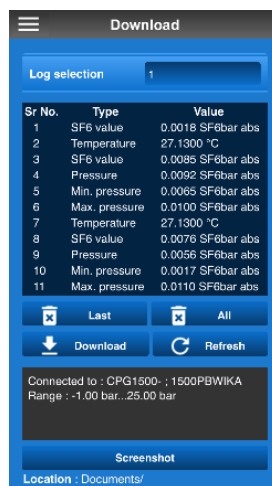 Download
Log selection 1
Sr No. Type Value
1 SF6 value 0.0018 SF6bar abs
2 Temperature 27.1300 °C
3 SF6 value 0.0085 SF6bar abs
4 Pressure 0.0092 SF6bar abs
5 Min. pressure 0.0065 SF6bar abs
6 Max. pressure 0.0100 SF6bar abs
7 Temperature 27.1300 °C
8 SF6 value 0.0076 SF6bar abs
9 Pressure 0.0056 SF6bar abs
10 Min. pressure 0.0017 SF6bar abs
11 Max. pressure 0.0110 SF6bar abs
Last All
Download Refresh
Connected to : CPG1500- ; 1500PBWIKA
Range : -1.00 bar...25.00
bar
Screenshot
Location : Documents/